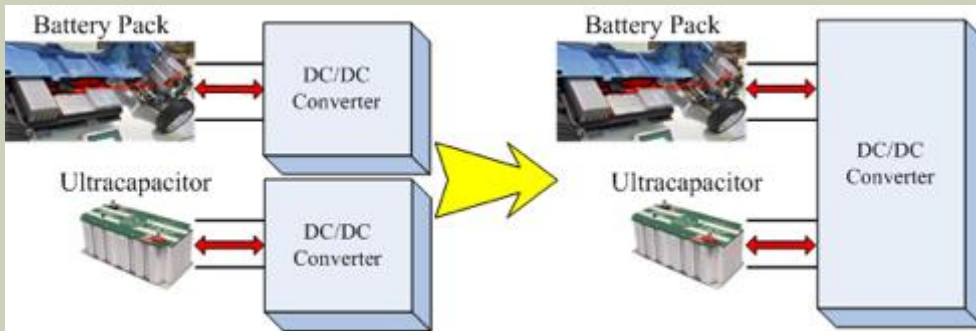 Battery Pack
DC/DC
Converter
Ultracapacitor
DC/DC
Converter
Battery Pack
Ultracapacitor
DC/DC
Converter